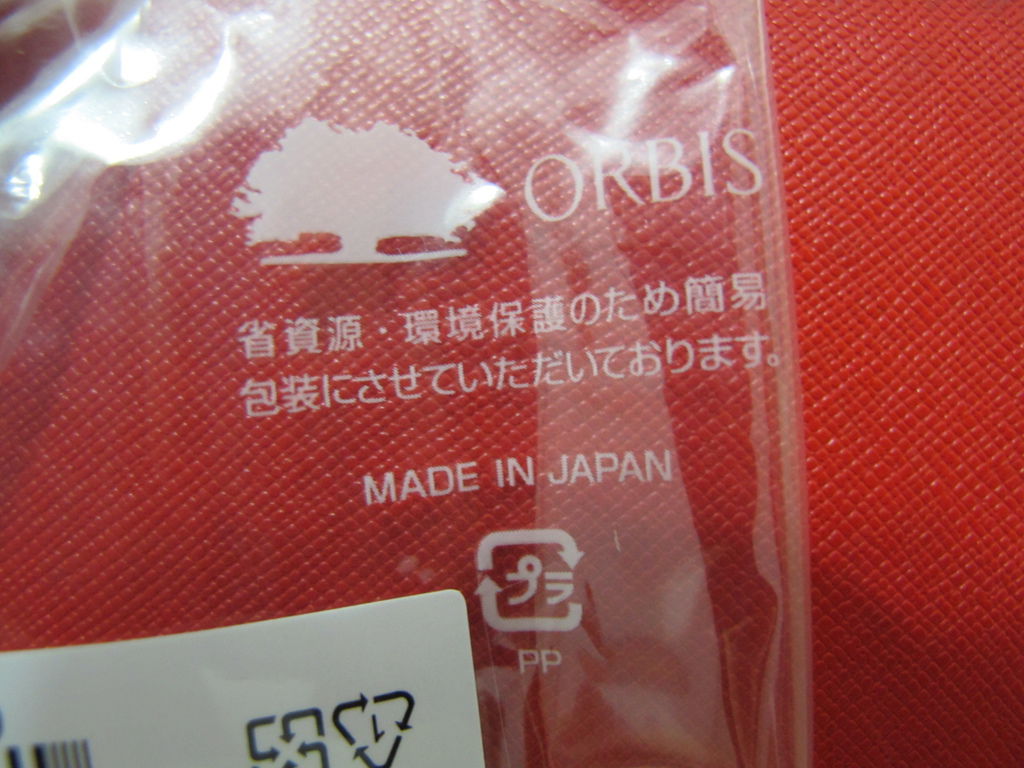 ORBIS
省資源・環境保護のため簡易
包装にさせていただいております。
MADE IN JAPAN
プラ
PP
1